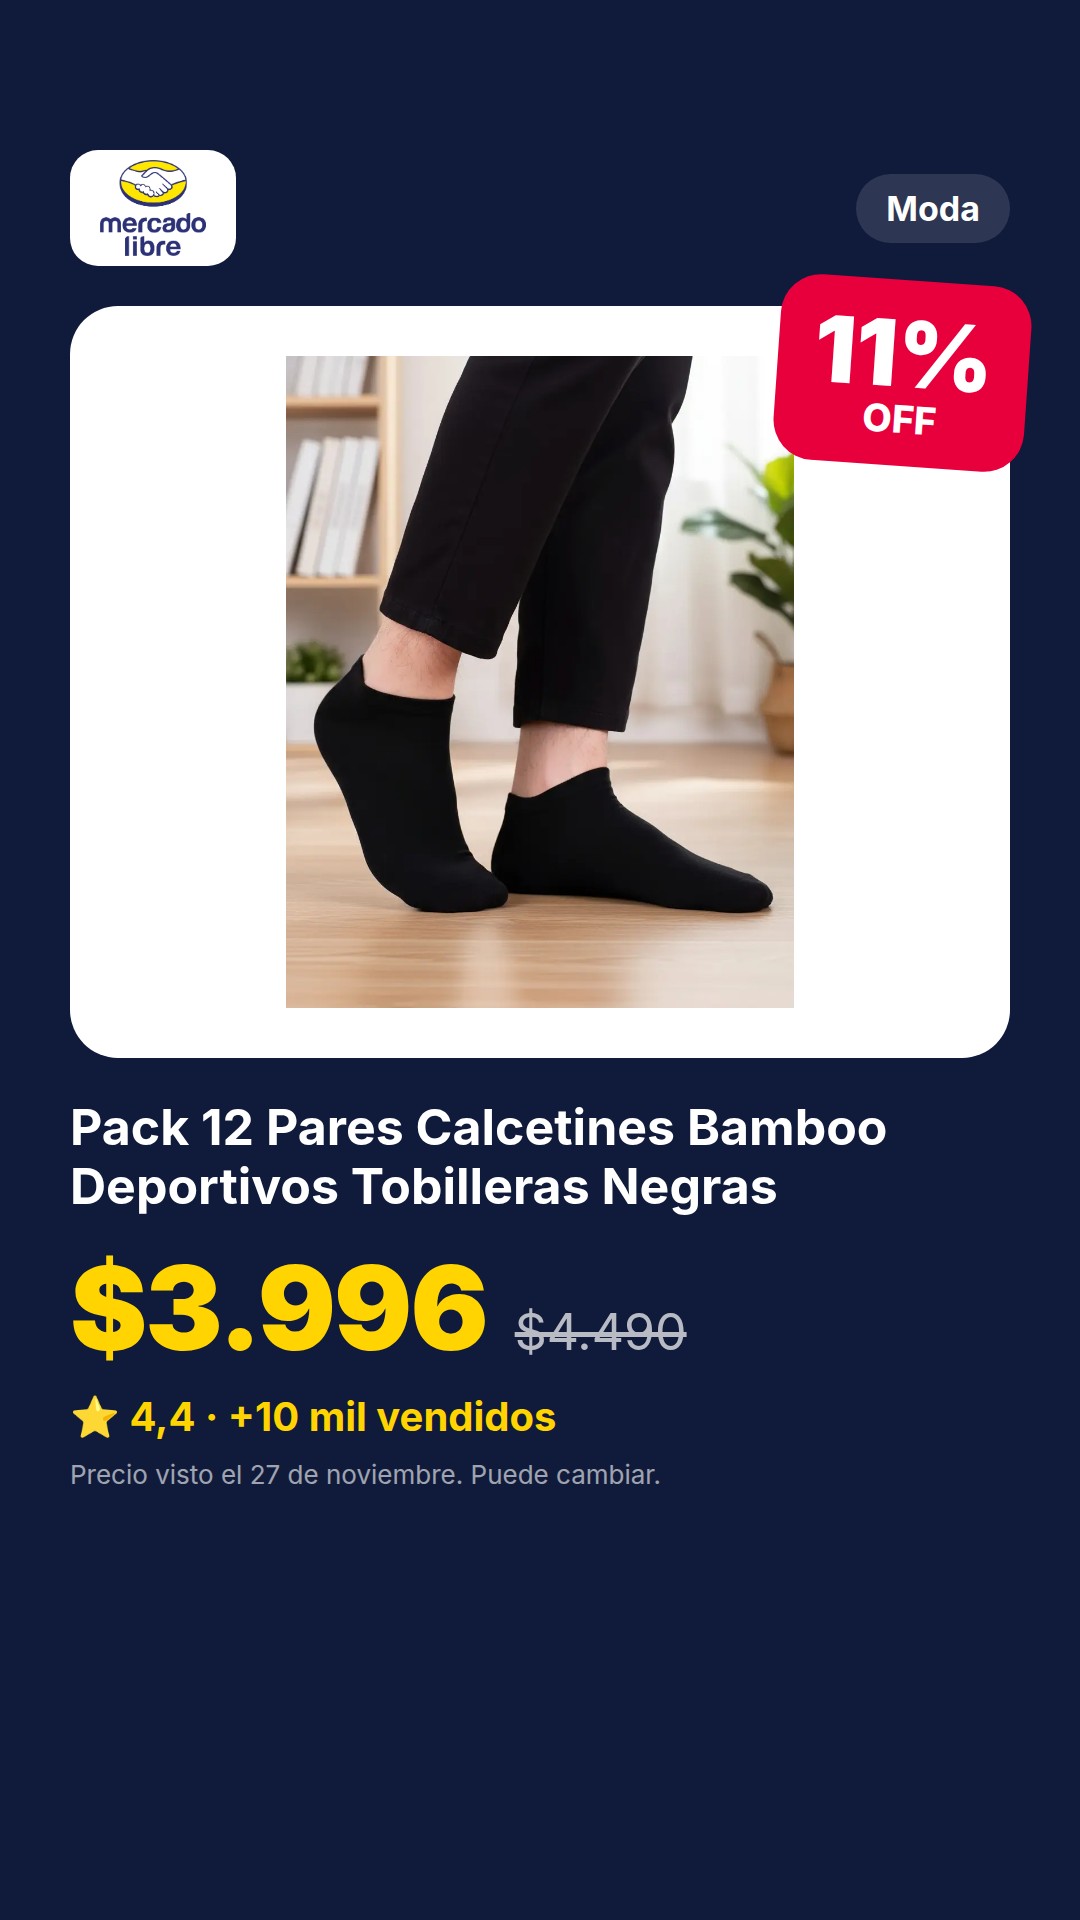 mercado
libre
Moda
11%
OFF
Pack 12 Pares Calcetines Bamboo
Deportivos Tobilleras Negras
$3.996 $4.490
⭐ 4,4 · +10 mil vendidos
Precio visto el 27 de noviembre. Puede cambiar.